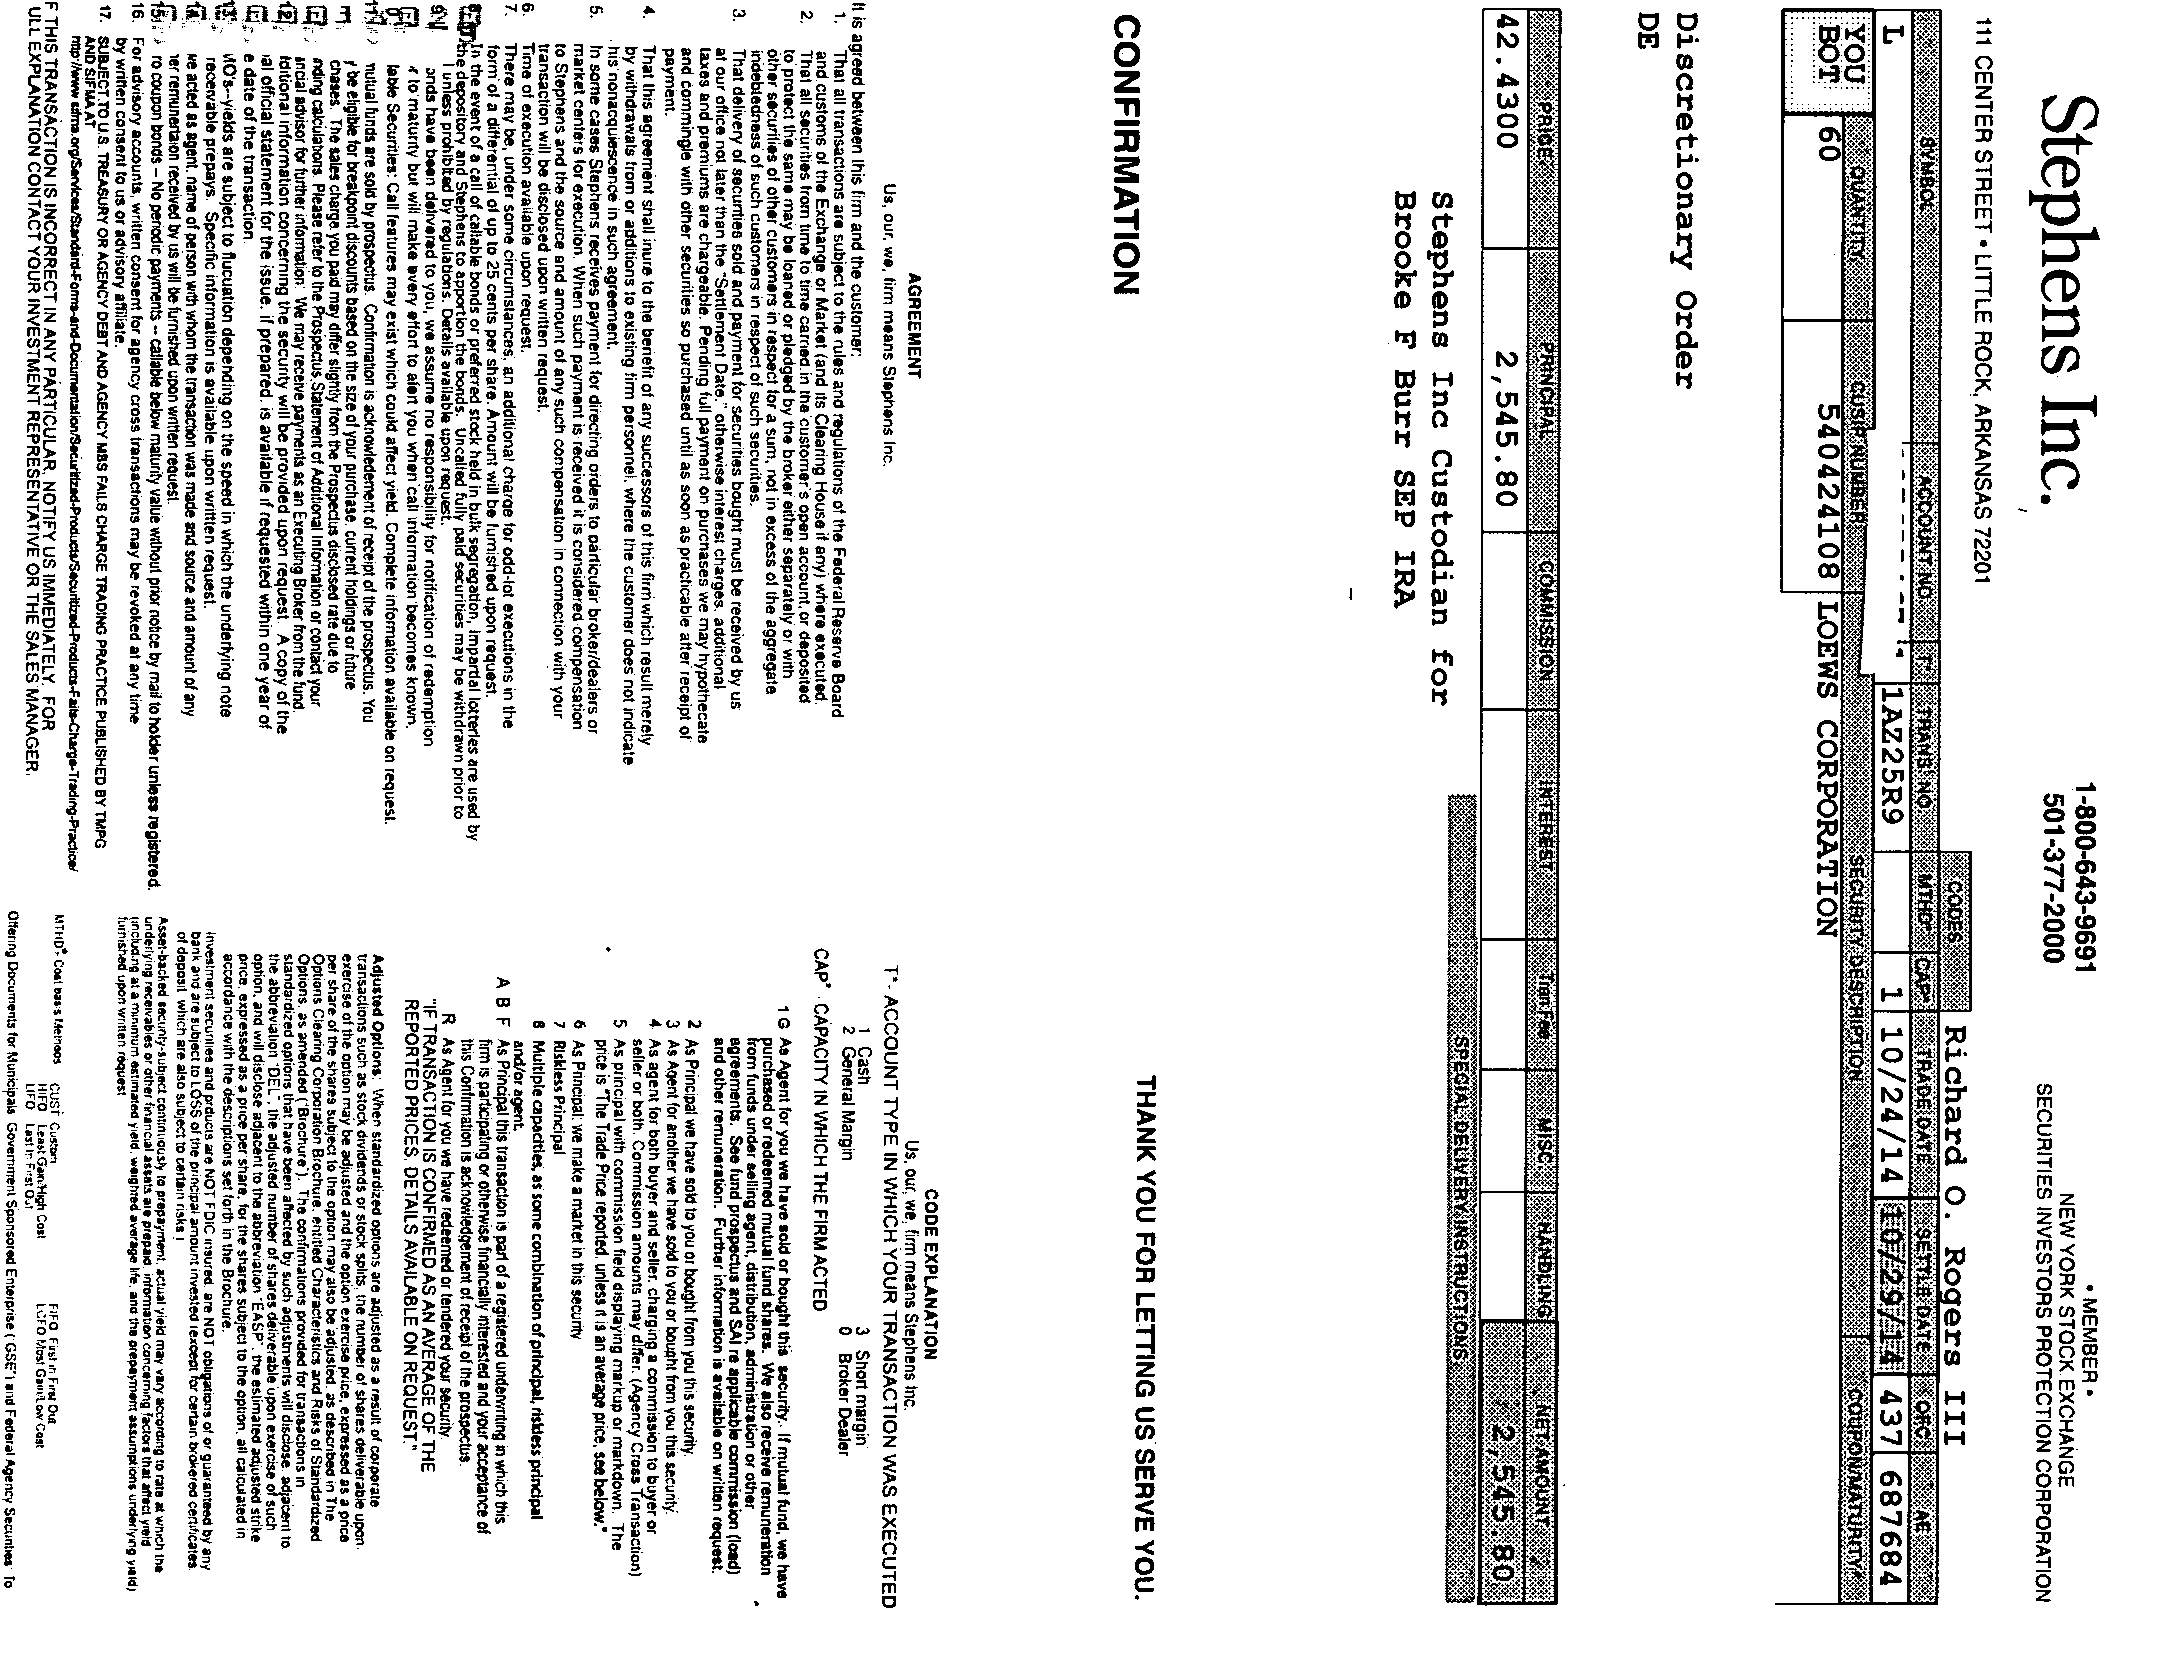 Stephens Inc.
111 CENTER STREET • LITTLE ROCK, ARKANSAS 72201
1-800-643-9691
501-377-2000
• MEMBER •
NEW YORK STOCK EXCHANGE
SECURITIES INVESTORS PROTECTION CORPORATION
CODES
Richard O. Rogers III
SYMBOL ACCOUNT NO. T* TRANS. NO. MTHD* CAP* TRADE DATE SETTLE DATE ORC AE
L 1AZ25R9 1 10/24/14 10/29/14 437 687684
YOU BOT
QUANTITY CUSIP NUMBER SECURITY DESCRIPTION COUPON/MATURITY
60 540424108 LOEWS CORPORATION
Discretionary Order
DE
PRICE PRINCIPAL COMMISSION INTEREST Tran Fee MISC. HANDLING NET AMOUNT
42.4300 2,545.80 2,545.80
SPECIAL DELIVERY INSTRUCTIONS
Stephens Inc Custodian for
Brooke F Burr SEP IRA
CONFIRMATION
THANK YOU FOR LETTING US SERVE YOU.
AGREEMENT
Us, our, we, firm means Stephens Inc.
It is agreed between this firm and the customer:
1. That all transactions are subject to the rules and regulations of the Federal Reserve Board
and customs of the Exchange or Market (and its Clearing House if any) where executed.
2. That all securities from time to time carried in the customer's open account, or deposited
to protect the same may be loaned or pledged by the broker either separately or with
other securities of other customers in respect for a sum, not in excess of the aggregate
indebtedness of such customers in respect of such securities.
3. That delivery of securities sold and payment for securities bought must be received by us
at our office not later than the "Settlement Date," otherwise interest charges, additional
taxes and premiums are chargeable. Pending full payment on purchases we may hypothecate
and commingle with other securities so purchased until as soon as practicable after receipt of
payment.
4. That this agreement shall inure to the benefit of any successors of this firm which result merely
by withdrawals from or additions to existing firm personnel, where the customer does not indicate
his nonacquiescence in such agreement.
5. In some cases Stephens receives payment for directing orders to particular broker/dealers or
market centers for execution. When such payment is received it is considered compensation
to Stephens and the source and amount of any such compensation in connection with your
transaction will be disclosed upon written request.
6. Time of execution available upon request.
7. There may be, under some circumstances, an additional charge for odd-lot executions in the
form of a differential of up to 25 cents per share. Amount will be furnished upon request.
In the event of a call of callable bonds or preferred stock held in bulk segregation, impartial lotteries are used by
the depository and Stephens to apportion the bonds. Uncalled fully paid securities may be withdrawn prior to
unless prohibited by regulations. Details available upon request.
ands have been delivered to you, we assume no responsibility for notification of redemption
r to maturity but will make every effort to alert you when call information becomes known.
lable Securities: Call features may exist which could affect yield. Complete information available on request.
mutual funds are sold by prospectus. Confirmation is acknowledement of receipt of the prospectus. You
y be eligible for breakpoint discounts based on the size of your purchase, current holdings or future
chases. The sales charge you paid may differ slightly from the Prospectus disclosed rate due to
nding calculations. Please refer to the Prospectus Statement of Additional Information or contact your
ancial advisor for further information. We may receive payments as an Executing Broker from the fund.
dditional information concerning the security will be provided upon request. A copy of the
ial official statement for the issue, if prepared, is available if requested within one year of
e date of the transaction.
MO's--yields are subject to flucuation depending on the speed in which the underlying note
receivable prepays. Specific information is available upon written request.
we acted as agent, name of person with whom the transaction was made and source and amount of any
her remunertaion received by us will be furnished upon written request.
ro coupon bonds – No periodic payments -- callable below maturity value without prior notice by mail to holder unless registered.
16. For advisory accounts, written consent for agency cross transactions may be revoked at any time
by written consent to us or advisory affiliate.
17. SUBJECT TO U.S. TREASURY OR AGENCY DEBT AND AGENCY MBS FAILS CHARGE TRADING PRACTICE PUBLISHED BY TMPG
AND SIFMA AT
http://www.sifma.org/Services/Standard-Forms-and-Documentation/Securitized-Products/Securitized-Products-Fails-Charge-Trading-Practice/
F THIS TRANSACTION IS INCORRECT IN ANY PARTICULAR, NOTIFY US IMMEDIATELY. FOR
ULL EXPLANATION CONTACT YOUR INVESTMENT REPRESENTATIVE OR THE SALES MANAGER.
CODE EXPLANATION
Us, our, we, firm means Stephens Inc.
T* - ACCOUNT TYPE IN WHICH YOUR TRANSACTION WAS EXECUTED
1 Cash 3 Short margin
2 General Margin 0 Broker Dealer
CAP* - CAPACITY IN WHICH THE FIRM ACTED
1 G As Agent for you we have sold or bought this security. If mutual fund, we have
purchased or redeemed mutual fund shares. We also receive remuneration
from funds under selling agent, distribution, administration or other
agreements. See fund prospectus and SAI re applicable commission (load)
and other remuneration. Further information is available on written request.
2 As Principal we have sold to you or bought from you this security.
3 As Agent for another we have sold to you or bought from you this security.
4 As agent for both buyer and seller, charging a commission to buyer or
seller or both. Commission amounts may differ. (Agency Cross Transaction)
5 As principal with commission field displaying markup or markdown. The
price is "The Trade Price reported, unless it is an average price, see below."
6 As Principal; we make a market in this security
7 Riskless Principal
8 Multiple capacities, as some combination of principal, riskless principal
and/or agent.
A B F As Principal this transaction is part of a registered underwriting in which this
firm is participating or otherwise financially interested and your acceptance of
this Confirmation is acknowledgement of receipt of the prospectus.
R As Agent for you we have redeemed or tendered your security
"IF TRANSACTION IS CONFIRMED AS AN AVERAGE OF THE
REPORTED PRICES, DETAILS AVAILABLE ON REQUEST."
Adjusted Options: When standardized options are adjusted as a result of corporate
transactions such as stock dividends or stock splits, the number of shares deliverable upon
exercise of the option may be adjusted and the option exercise price, expressed as a price
per share of the shares subject to the option may also be adjusted, as described in The
Options Clearing Corporation Brochure, entitled Characteristics and Risks of Standardized
Options, as amended ("Brochure"). The confirmations provided for transactions in
standardized options that have been affected by such adjustments will disclose, adjacent to
the abbreviation "DEL", the adjusted number of shares deliverable upon exercise of such
option, and will disclose adjacent to the abbreviation "EASP", the estimated adjusted strike
price, expressed as a price per share, for the shares subject to the option, all calculated in
accordance with the descriptions set forth in the Brochure.
Investment securities and prducts are NOT FDIC insured, are NOT obligations of or guaranteed by any
bank and are subject to LOSS of the principal amount invested (except for certain brokered certificates
of deposit, which are also subject to certain risks)
Asset-backed security-subject continuously to prepayment, actual yield may vary according to rate at which the
underlying receivables or other financial assets are prepaid, information concerning factors that affect yield
(including at a minimum estimated yield, weighted average life, and the prepayment assumptions underlying yield)
furnished upon written request
MTHD* - Cost basis Methods CUST Custom FIFO First In First Out
HIFO Least Gain/High Cost LCFO Most Gain/Low Cost
LIFO Last In First Out
Offering Documents for Municipals Government Sponsored Enterprise ("GSE") and Federal Agency Securities To